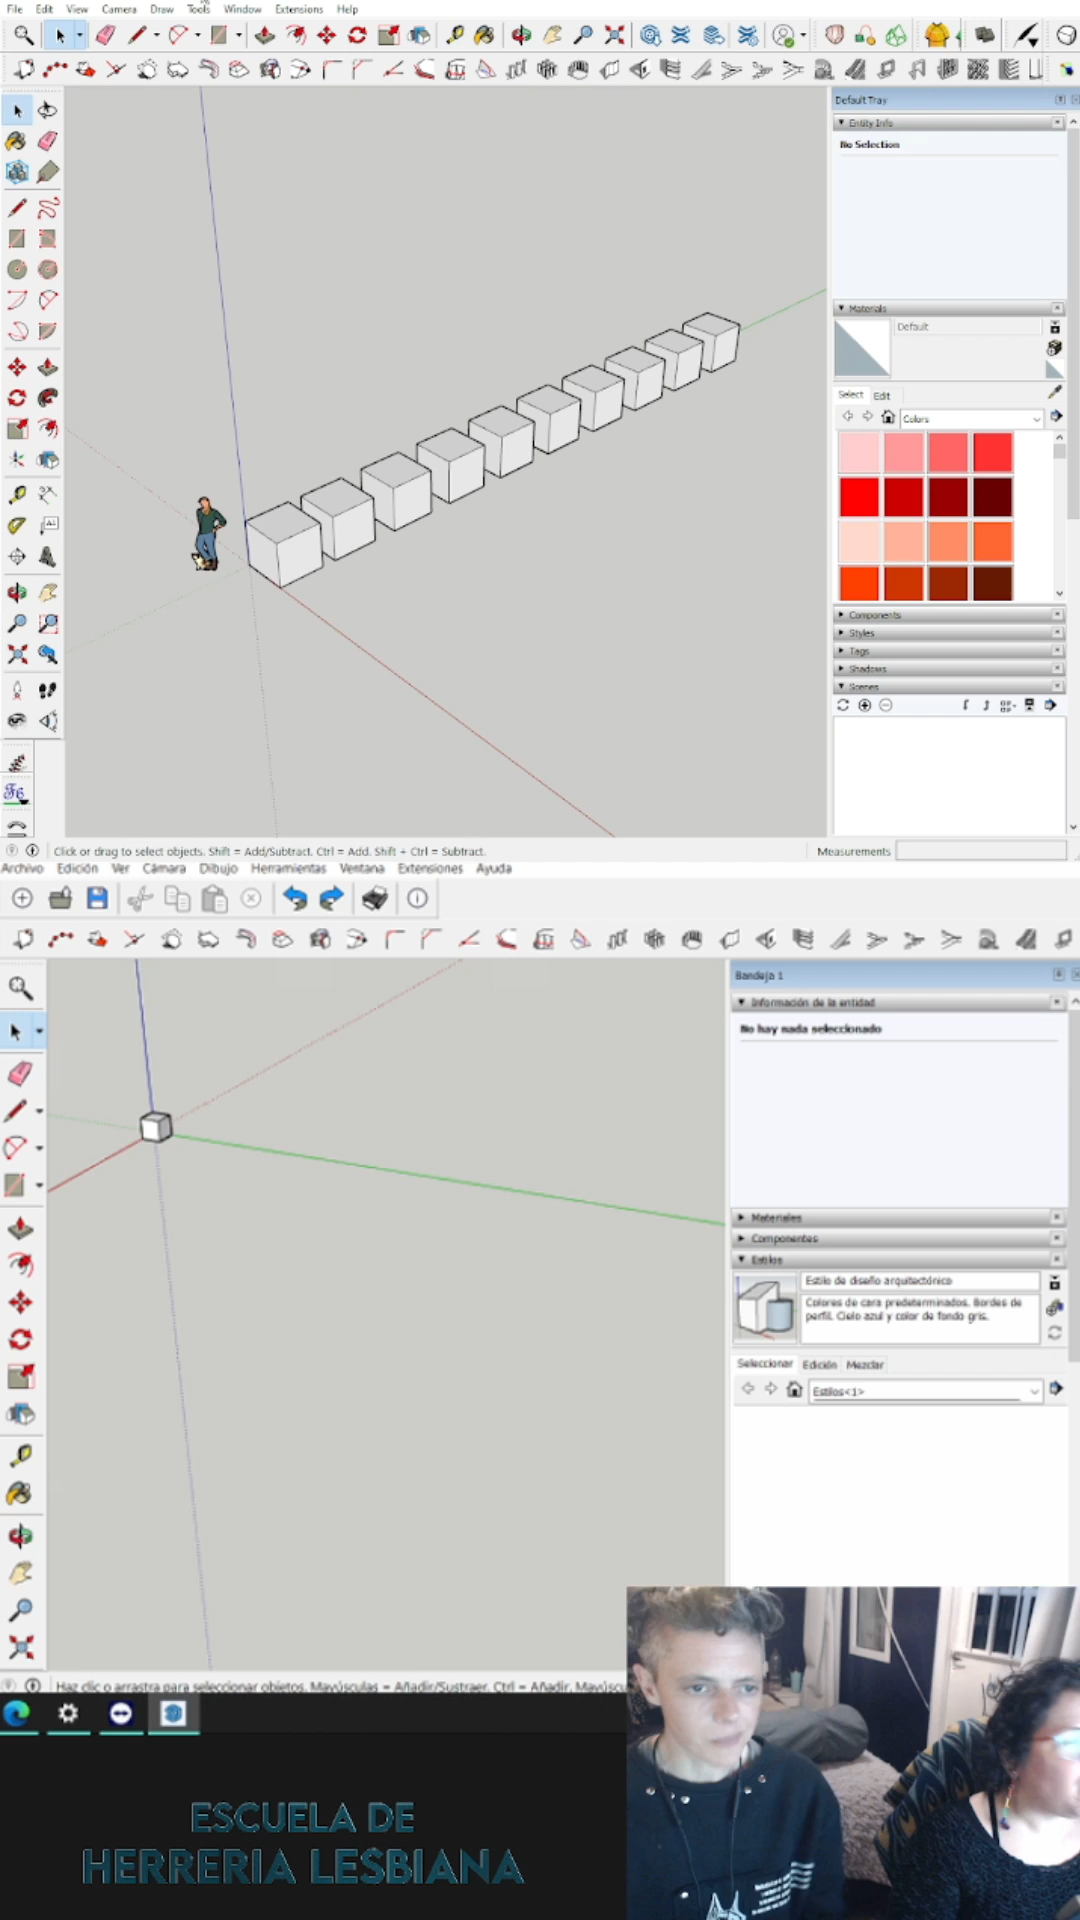 File Edit View Camera Draw Tools Window Extensions Help
Default Tray
Entity Info
No Selection
Materials
Default
Select Edit
Colors
Components
Styles
Tags
Shadows
Scenes
Click or drag to select objects. Shift = Add/Subtract. Ctrl = Add. Shift + Ctrl = Subtract.
Measurements
Archivo Edición Ver Cámara Dibujo Herramientas Ventana Extensiones Ayuda
Bandeja 1
Información de la entidad
No hay nada seleccionado
Materiales
Componentes
Estilos
Estilo de diseño arquitectónico
Colores de cara predeterminados. Bordes de
perfil. Cielo azul y color de fondo gris.
Seleccionar Edición Mezclar
Estilos<1>
Haz clic o arrastra para seleccionar objetos. Mayúsculas = Añadir/Sustraer. Ctrl = Añadir. Mayúscu
ESCUELA DE
HERRERIA LESBIANA